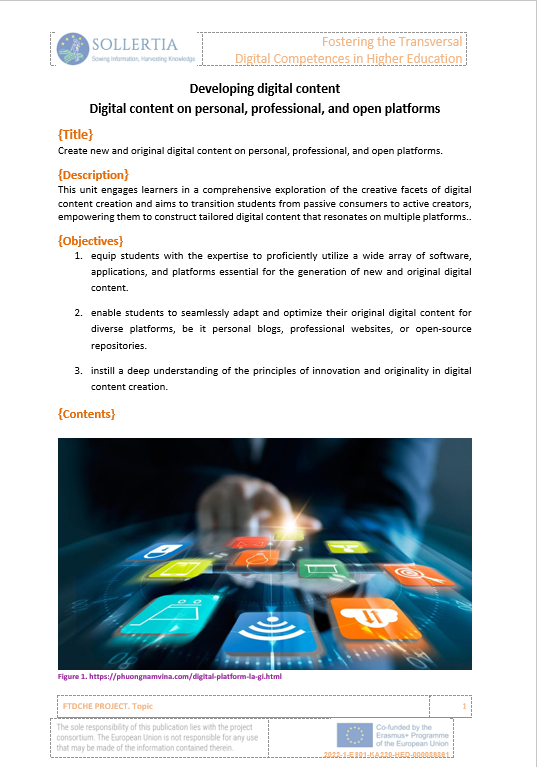 SOLLERTIA
Sowing Information, Harvesting Knowledge
Fostering the Transversal
Digital Competences in Higher Education
Developing digital content
Digital content on personal, professional, and open platforms
{Title}
Create new and original digital content on personal, professional, and open platforms.
{Description}
This unit engages learners in a comprehensive exploration of the creative facets of digital
content creation and aims to transition students from passive consumers to active creators,
empowering them to construct tailored digital content that resonates on multiple platforms..
{Objectives}
1. equip students with the expertise to proficiently utilize a wide array of software,
applications, and platforms essential for the generation of new and original digital
content.
2. enable students to seamlessly adapt and optimize their original digital content for
diverse platforms, be it personal blogs, professional websites, or open-source
repositories.
3. instill a deep understanding of the principles of innovation and originality in digital
content creation.
{Contents}
Figure 1. https://phuongnamvina.com/digital-platform-la-gi.html
FTDCHE PROJECT. Topic
1
The sole responsibility of this publication lies with the project
consortium. The European Union is not responsible for any use
that may be made of the information contained therein.
Co-funded by the
Erasmus+ Programme
of the European Union